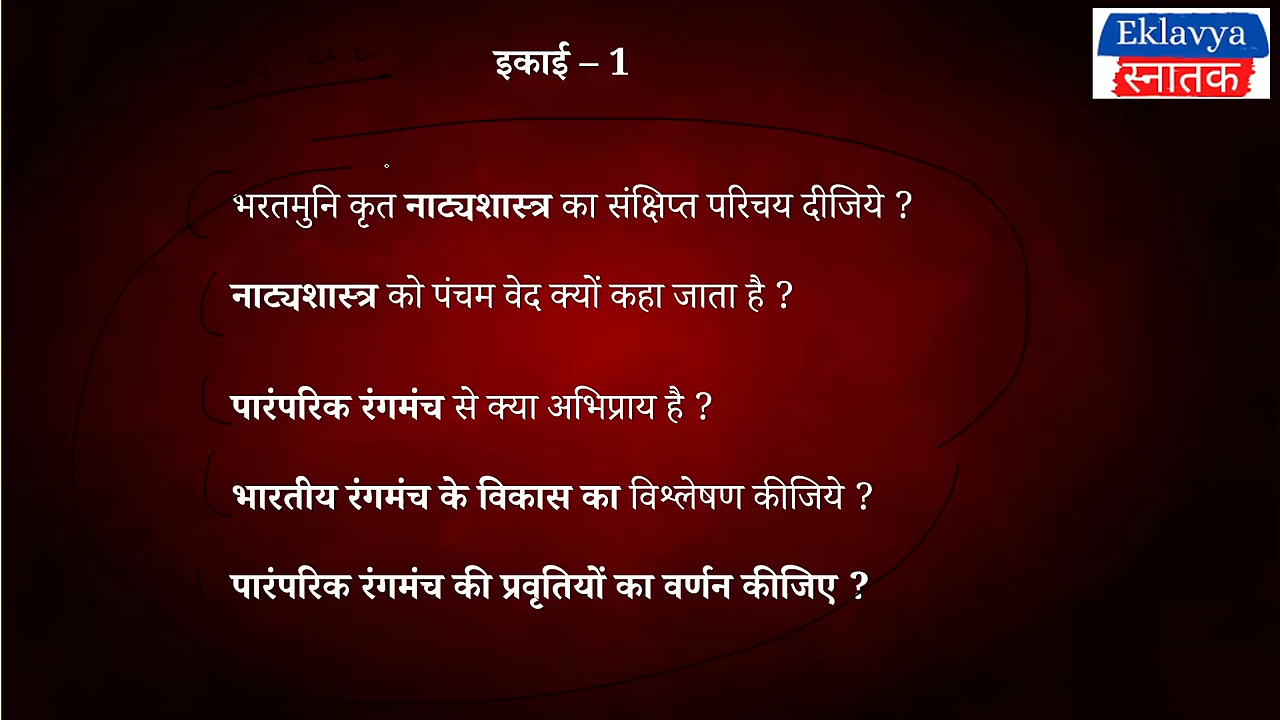 Eklavya
स्नातक
इकाई – 1
भरतमुनि कृत नाट्यशास्त्र का संक्षिप्त परिचय दीजिये ?
नाट्यशास्त्र को पंचम वेद क्यों कहा जाता है ?
पारंपरिक रंगमंच से क्या अभिप्राय है ?
भारतीय रंगमंच के विकास का विश्लेषण कीजिये ?
पारंपरिक रंगमंच की प्रवृतियों का वर्णन कीजिए ?